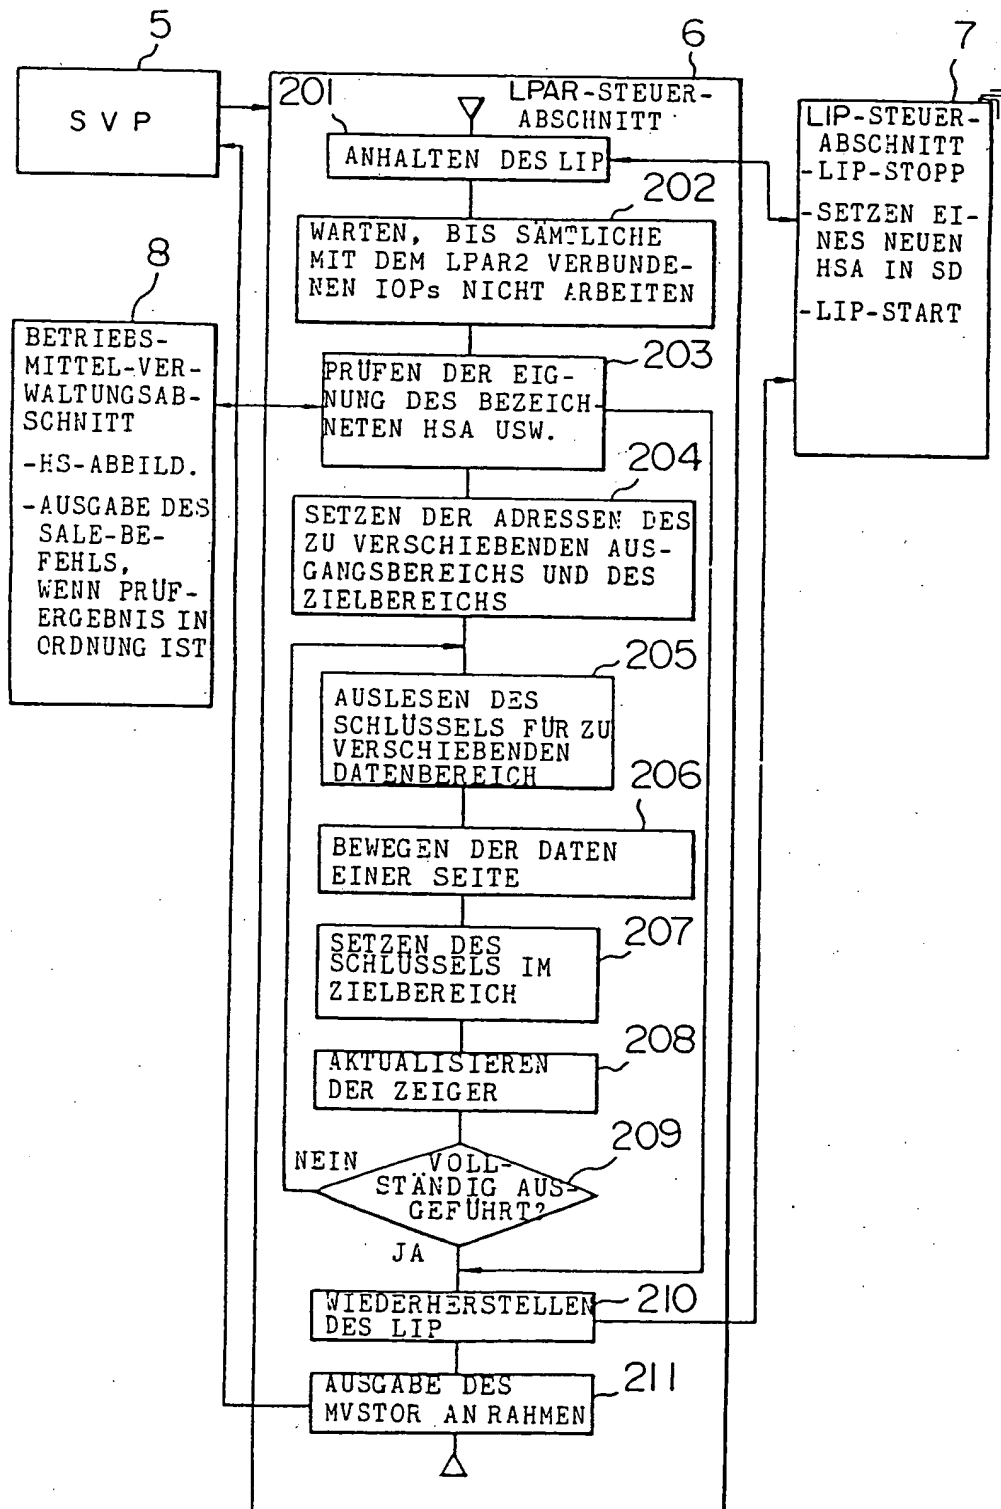 5
SVP
6
201
LPAR-STEUER-
ABSCHNITT
ANHALTEN DES LIP
7
LIP-STEUER-
ABSCHNITT
-LIP-STOPP
-SETZEN EI-
NES NEUEN
HSA IN SD
-LIP-START
202
WARTEN, BIS SÄMTLICHE
MIT DEM LPAR2 VERBUNDE-
NEN IOPs NICHT ARBEITEN
8
BETRIEBS-
MITTEL-VER-
WALTUNGSAB-
SCHNITT
-HS-ABBILD.
-AUSGABE DES
SALE-BE-
FEHLS,
WENN PRÜF-
ERGEBNIS IN
ORDNUNG IST
203
PRÜFEN DER EIG-
NUNG DES BEZEICH-
NETEN HSA USW.
204
SETZEN DER ADRESSEN DES
ZU VERSCHIEBENDEN AUS-
GANGSBEREICHS UND DES
ZIELBEREICHS
205
AUSLESEN DES
SCHLÜSSELS FÜR ZU
VERSCHIEBENDEN
DATENBEREICH
206
BEWEGEN DER DATEN
EINER SEITE
207
SETZEN DES
SCHLÜSSELS IM
ZIELBEREICH
208
AKTUALISIEREN
DER ZEIGER
209
NEIN
VOLL-
STÄNDIG AUS-
GEFÜHRT?
JA
210
WIEDERHERSTELLEN
DES LIP
211
AUSGABE DES
MVSTOR AN RAHMEN